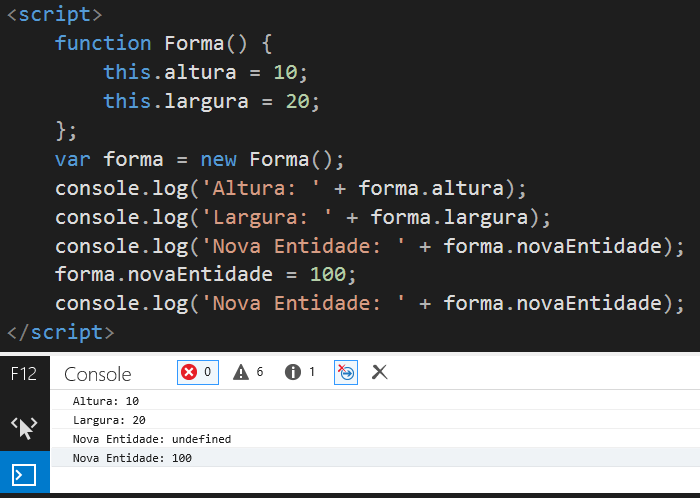 <script>
    function Forma() {
        this.altura = 10;
        this.largura = 20;
    };
    var forma = new Forma();
    console.log('Altura: ' + forma.altura);
    console.log('Largura: ' + forma.largura);
    console.log('Nova Entidade: ' + forma.novaEntidade);
    forma.novaEntidade = 100;
    console.log('Nova Entidade: ' + forma.novaEntidade);
</script>
F12 Console 0 6 1
Altura: 10
Largura: 20
Nova Entidade: undefined
Nova Entidade: 100